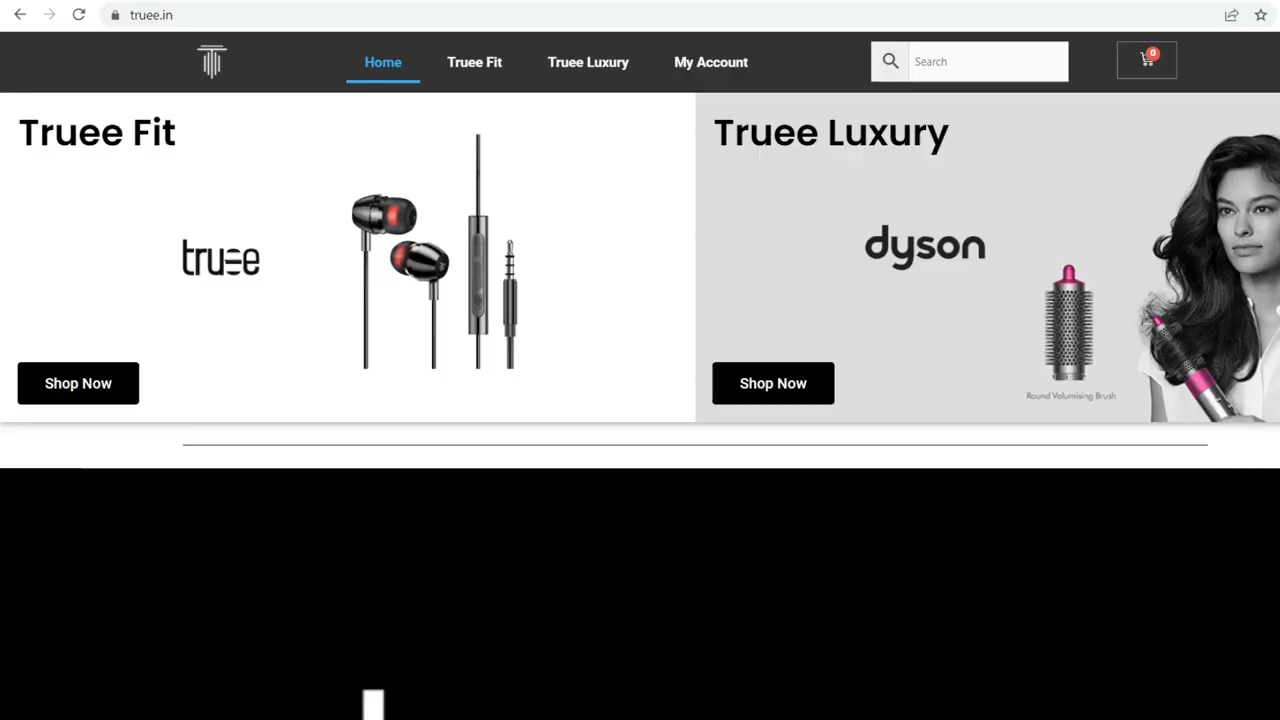 truee.in
Home
Truee Fit
Truee Luxury
My Account
Search
0
Truee Fit
truee
Shop Now
Truee Luxury
dyson
Round Volumising Brush
Shop Now